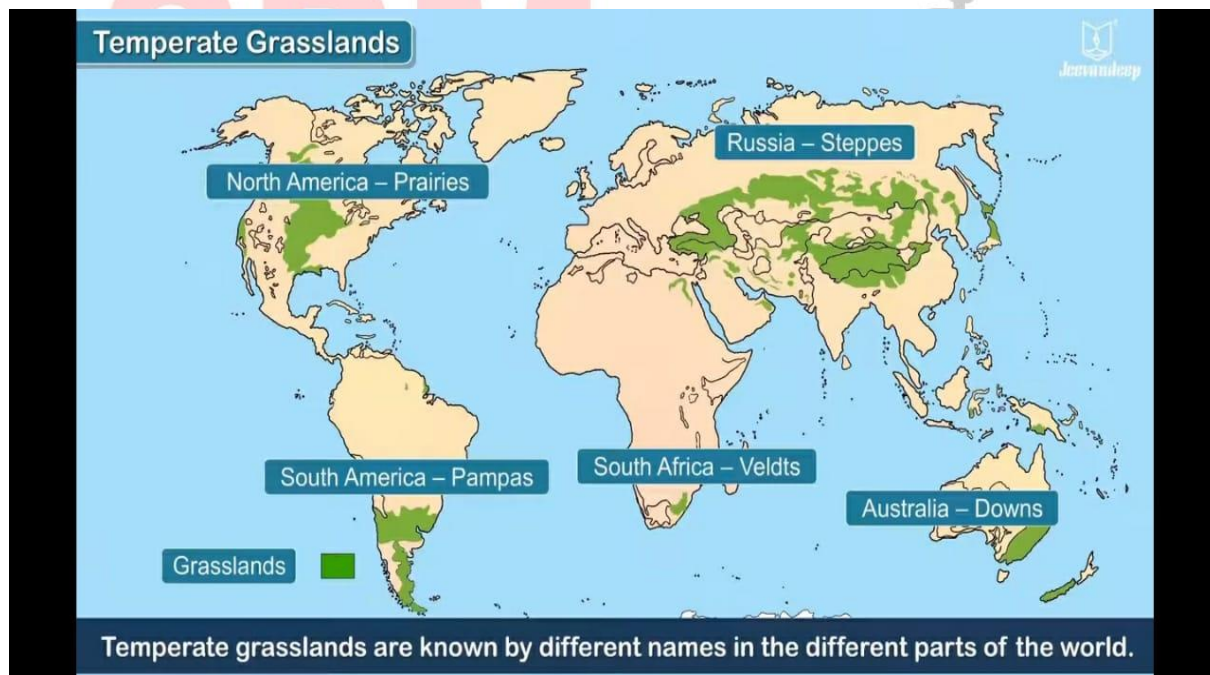 Temperate Grasslands
Jeevandeep
Russia – Steppes
North America – Prairies
South America – Pampas
South Africa – Veldts
Australia – Downs
Grasslands
Temperate grasslands are known by different names in the different parts of the world.